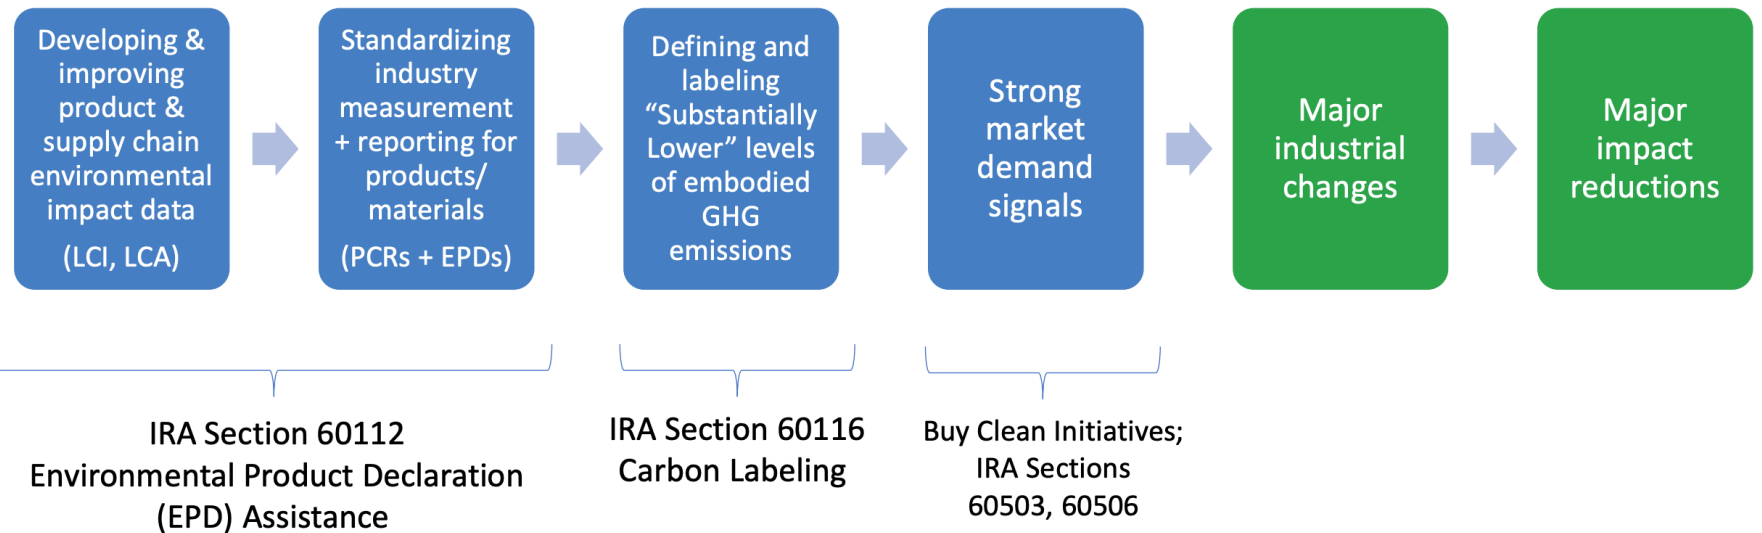 Developing &
improving
product &
supply chain
environmental
impact data
(LCI, LCA)
Standardizing
industry
measurement
+ reporting for
products/
materials
(PCRs + EPDs)
Defining and
labeling
“Substantially
Lower” levels
of embodied
GHG
emissions
Strong
market
demand
signals
Major
industrial
changes
Major
impact
reductions
IRA Section 60112
Environmental Product Declaration
(EPD) Assistance
IRA Section 60116
Carbon Labeling
Buy Clean Initiatives;
IRA Sections
60503, 60506